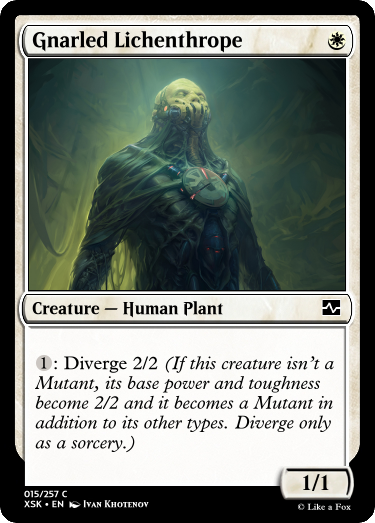 Gnarled Lichenthrope
Creature — Human Plant
1: Diverge 2/2 (If this creature isn't a
Mutant, its base power and toughness
become 2/2 and it becomes a Mutant in
addition to its other types. Diverge only
as a sorcery.)
1/1
015/257 C
XSK • EN Ivan Khotenov
© Like a Fox